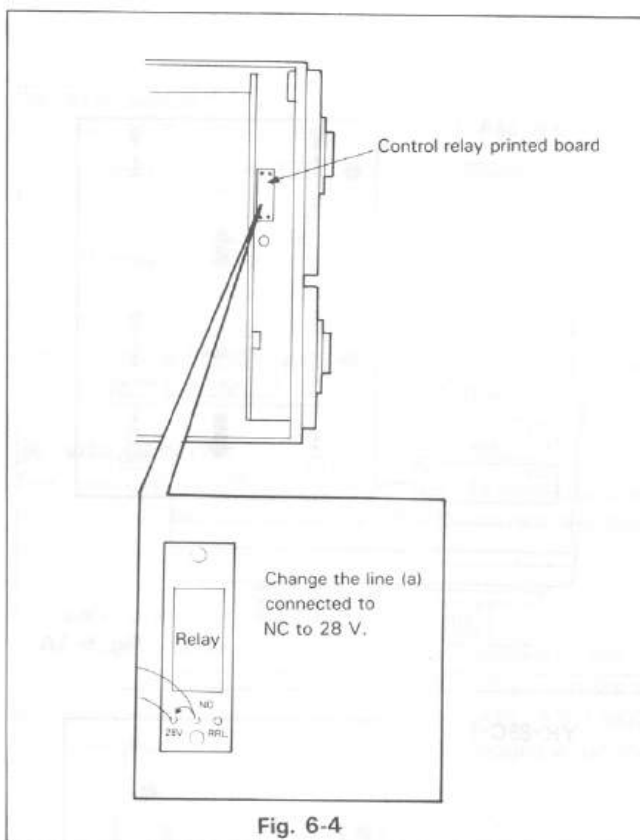 Control relay printed board
Change the line (a)
connected to
NC to 28 V.
Relay
NC
28V
RRL
Fig. 6-4